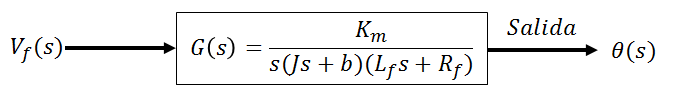 V_f(s) G(s) = K_m / s(Js + b)(L_f s + R_f) Salida θ(s)